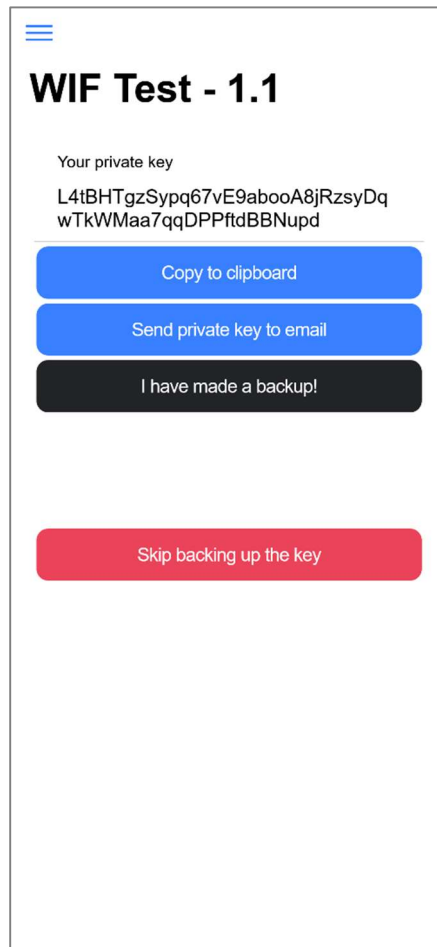 WIF Test - 1.1
Your private key
L4tBHTgzSypq67vE9abooA8jRzsyDq
wTkWMaa7qqDPPftdBBNupd
Copy to clipboard
Send private key to email
I have made a backup!
Skip backing up the key